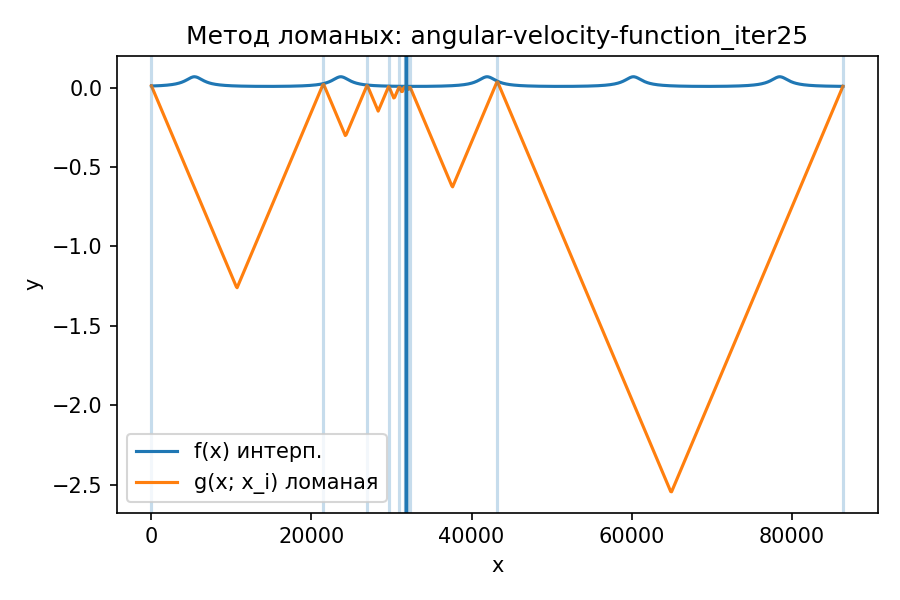 Метод ломаных: angular-velocity-function_iter25
y
0.0
−0.5
−1.0
−1.5
−2.0
−2.5
f(x) интерп.
g(x; x_i) ломаная
0 20000 40000 60000 80000
x